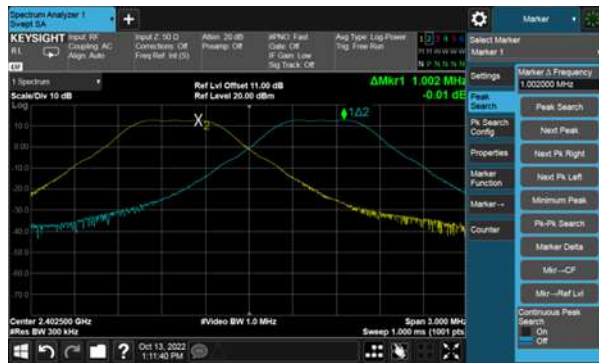 Spectrum Analyzer 1
Swept SA
KEYSIGHT
RL
Input: RF
Coupling: AC
Align: Auto
Input Z: 50 Ω
Corrections: Off
Freq Ref: Int (S)
Atten: 20 dB
Preamp: Off
PNO: Fast
Gate: Off
IF Gain: Low
Sig Track: Off
Avg Type: Log-Power
Trig: Free Run
1 Spectrum
Scale/Div 10 dB
Log
Ref Lvl Offset 11.00 dB
Ref Level 20.00 dBm
ΔMkr1 1.002 MHz
-0.01 dB
1Δ2
X2
10.0
0.00
-10.0
-20.0
-30.0
-40.0
-50.0
-60.0
-70.0
Center 2.402500 GHz
#Res BW 300 kHz
#Video BW 1.0 MHz
Span 3.000 MHz
Sweep 1.000 ms (1001 pts
Oct 13, 2022
1:11:40 PM
Marker
Select Marker
Marker 1
Settings
Peak Search
Pk Search Config
Properties
Marker Function
Marker→
Counter
Marker Δ Frequency
1.002000 MHz
Peak Search
Next Peak
Next Pk Right
Next Pk Left
Minimum Peak
Pk-Pk Search
Marker Delta
Mkr→CF
Mkr→Ref Lvl
Continuous Peak Search
On
Off